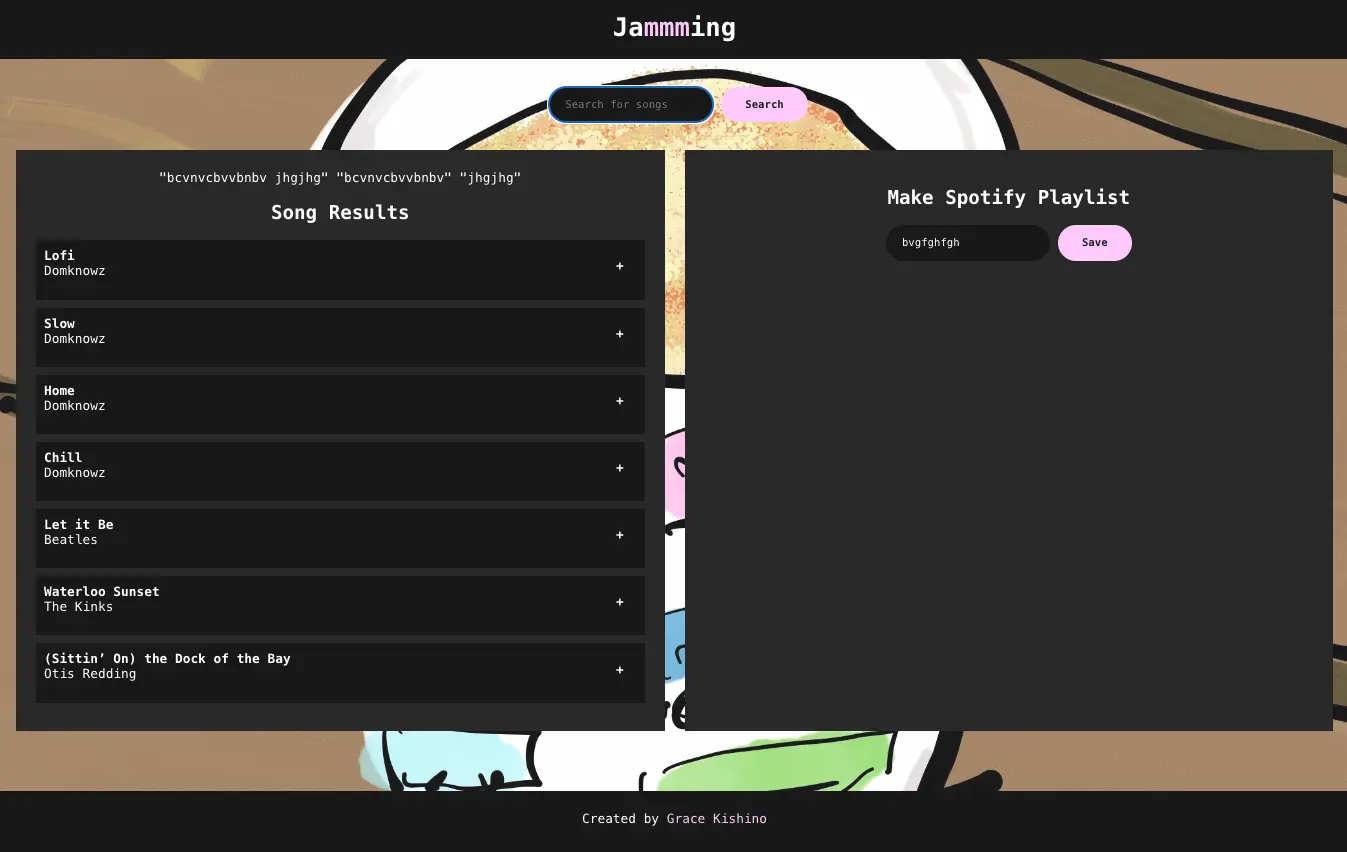 Jammming
Search for songs
Search
"bcvnvcbvvbnbv jhgjhg" "bcvnvcbvvbnbv" "jhgjhg"
Song Results
Lofi
Domknowz
+
Slow
Domknowz
+
Home
Domknowz
+
Chill
Domknowz
+
Let it Be
Beatles
+
Waterloo Sunset
The Kinks
+
(Sittin’ On) the Dock of the Bay
Otis Redding
+
Make Spotify Playlist
bvgfghfgh
Save
Created by Grace Kishino